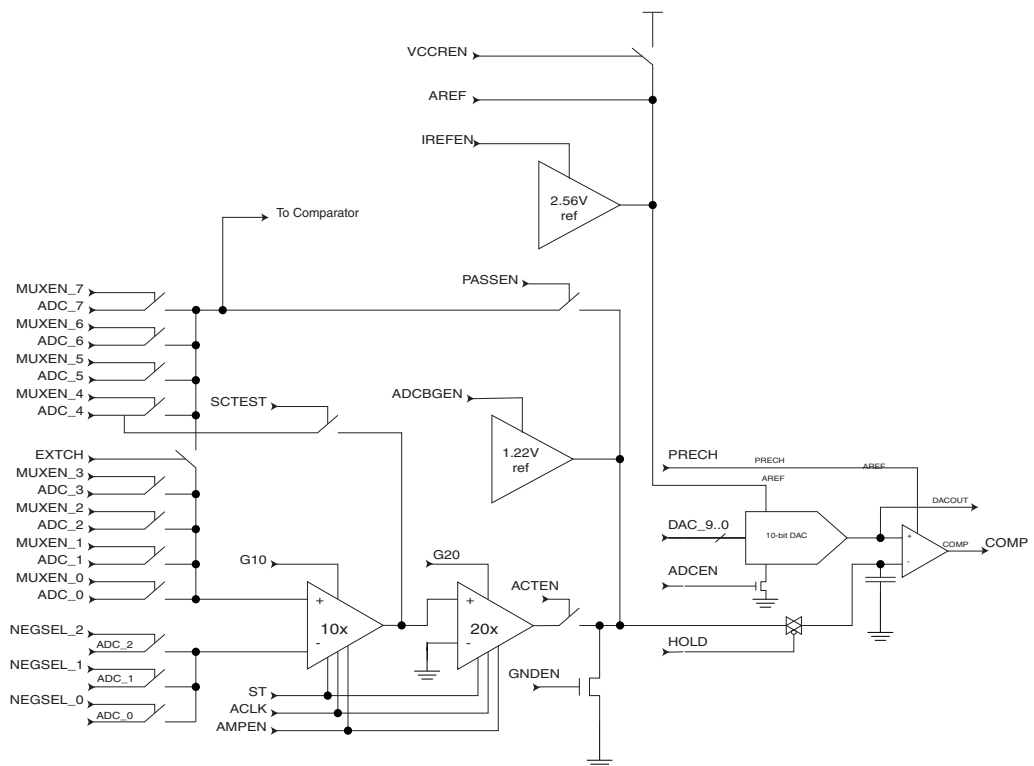 VCCREN
AREF
IREFEN
2.56V
ref
To Comparator
PASSEN
MUXEN_7
ADC_7
MUXEN_6
ADC_6
MUXEN_5
ADC_5
MUXEN_4
ADC_4
SCTEST
ADCBGEN
1.22V
ref
EXTCH
MUXEN_3
ADC_3
MUXEN_2
ADC_2
MUXEN_1
ADC_1
MUXEN_0
ADC_0
PRECH
PRECH
AREF
AREF
DACOUT
DAC_9..0
10-bit DAC
+
-
COMP
COMP
ADCEN
G10
G20
ACTEN
+
10x
-
+
20x
-
HOLD
NEGSEL_2
ADC_2
NEGSEL_1
ADC_1
NEGSEL_0
ADC_0
GNDEN
ST
ACLK
AMPEN